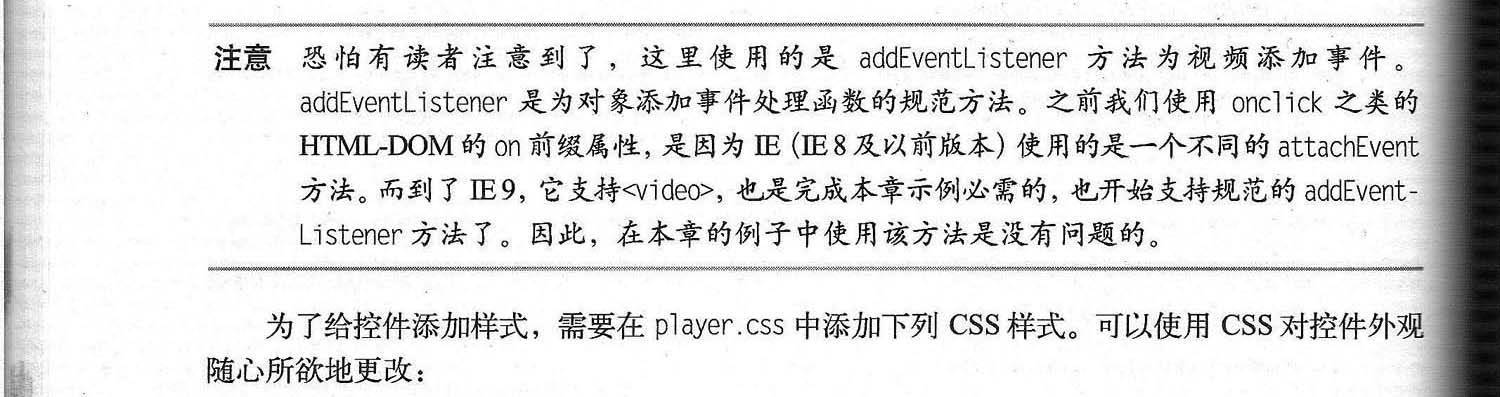 注意 恐怕有读者注意到了，这里使用的是 addEventListener 方法为视频添加事件。
addEventListener 是为对象添加事件处理函数的规范方法。之前我们使用 onclick 之类的
HTML-DOM 的 on 前缀属性，是因为 IE（IE 8 及以前版本）使用的是一个不同的 attachEvent
方法。而到了 IE 9，它支持<video>，也是完成本章示例必需的，也开始支持规范的 addEvent-
Listener 方法了。因此，在本章的例子中使用该方法是没有问题的。
为了给控件添加样式，需要在 player.css 中添加下列 CSS 样式。可以使用 CSS 对控件外观
随心所欲地更改：